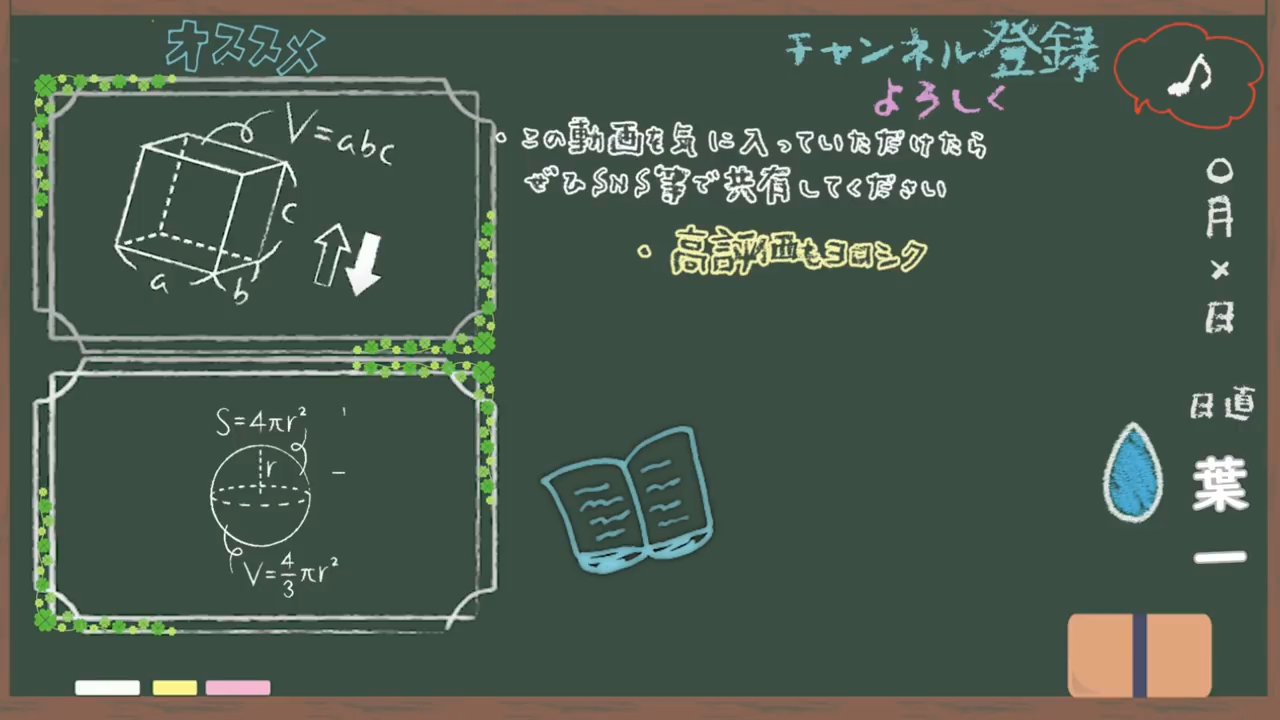 オススメ
チャンネル登録
よろしく
・この動画を気に入っていただけたら
ぜひSNS等で共有してください
・高評価もヨロシク
V=abc
c
a
b
S=4πr²
r
V=4/3πr²
〇月×日
日直
葉一